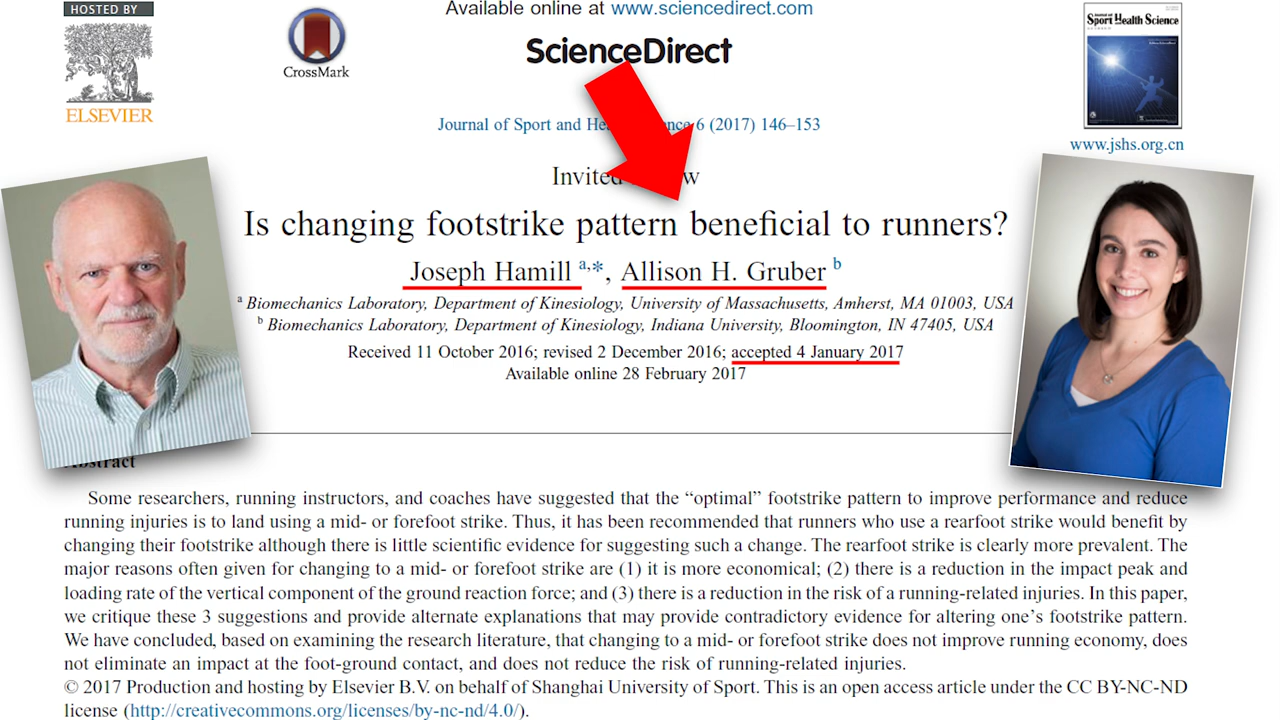 HOSTED BY
ELSEVIER
CrossMark
Available online at www.sciencedirect.com
ScienceDirect
Journal of Sport Health Science
Journal of Sport and Hea nce 6 (2017) 146–153
www.jshs.org.cn
Invited w
Is changing footstrike pattern beneficial to runners?
Joseph Hamill a,*, Allison H. Gruber b
a Biomechanics Laboratory, Department of Kinesiology, University of Massachusetts, Amherst, MA 01003, USA
b Biomechanics Laboratory, Department of Kinesiology, Indiana University, Bloomington, IN 47405, USA
Received 11 October 2016; revised 2 December 2016; accepted 4 January 2017
Available online 28 February 2017
Abstract
Some researchers, running instructors, and coaches have suggested that the “optimal” footstrike pattern to improve performance and reduce
running injuries is to land using a mid- or forefoot strike. Thus, it has been recommended that runners who use a rearfoot strike would benefit by
changing their footstrike although there is little scientific evidence for suggesting such a change. The rearfoot strike is clearly more prevalent. The
major reasons often given for changing to a mid- or forefoot strike are (1) it is more economical; (2) there is a reduction in the impact peak and
loading rate of the vertical component of the ground reaction force; and (3) there is a reduction in the risk of a running-related injuries. In this paper,
we critique these 3 suggestions and provide alternate explanations that may provide contradictory evidence for altering one’s footstrike pattern.
We have concluded, based on examining the research literature, that changing to a mid- or forefoot strike does not improve running economy, does
not eliminate an impact at the foot-ground contact, and does not reduce the risk of running-related injuries.
© 2017 Production and hosting by Elsevier B.V. on behalf of Shanghai University of Sport. This is an open access article under the CC BY-NC-ND
license (http://creativecommons.org/licenses/by-nc-nd/4.0/).